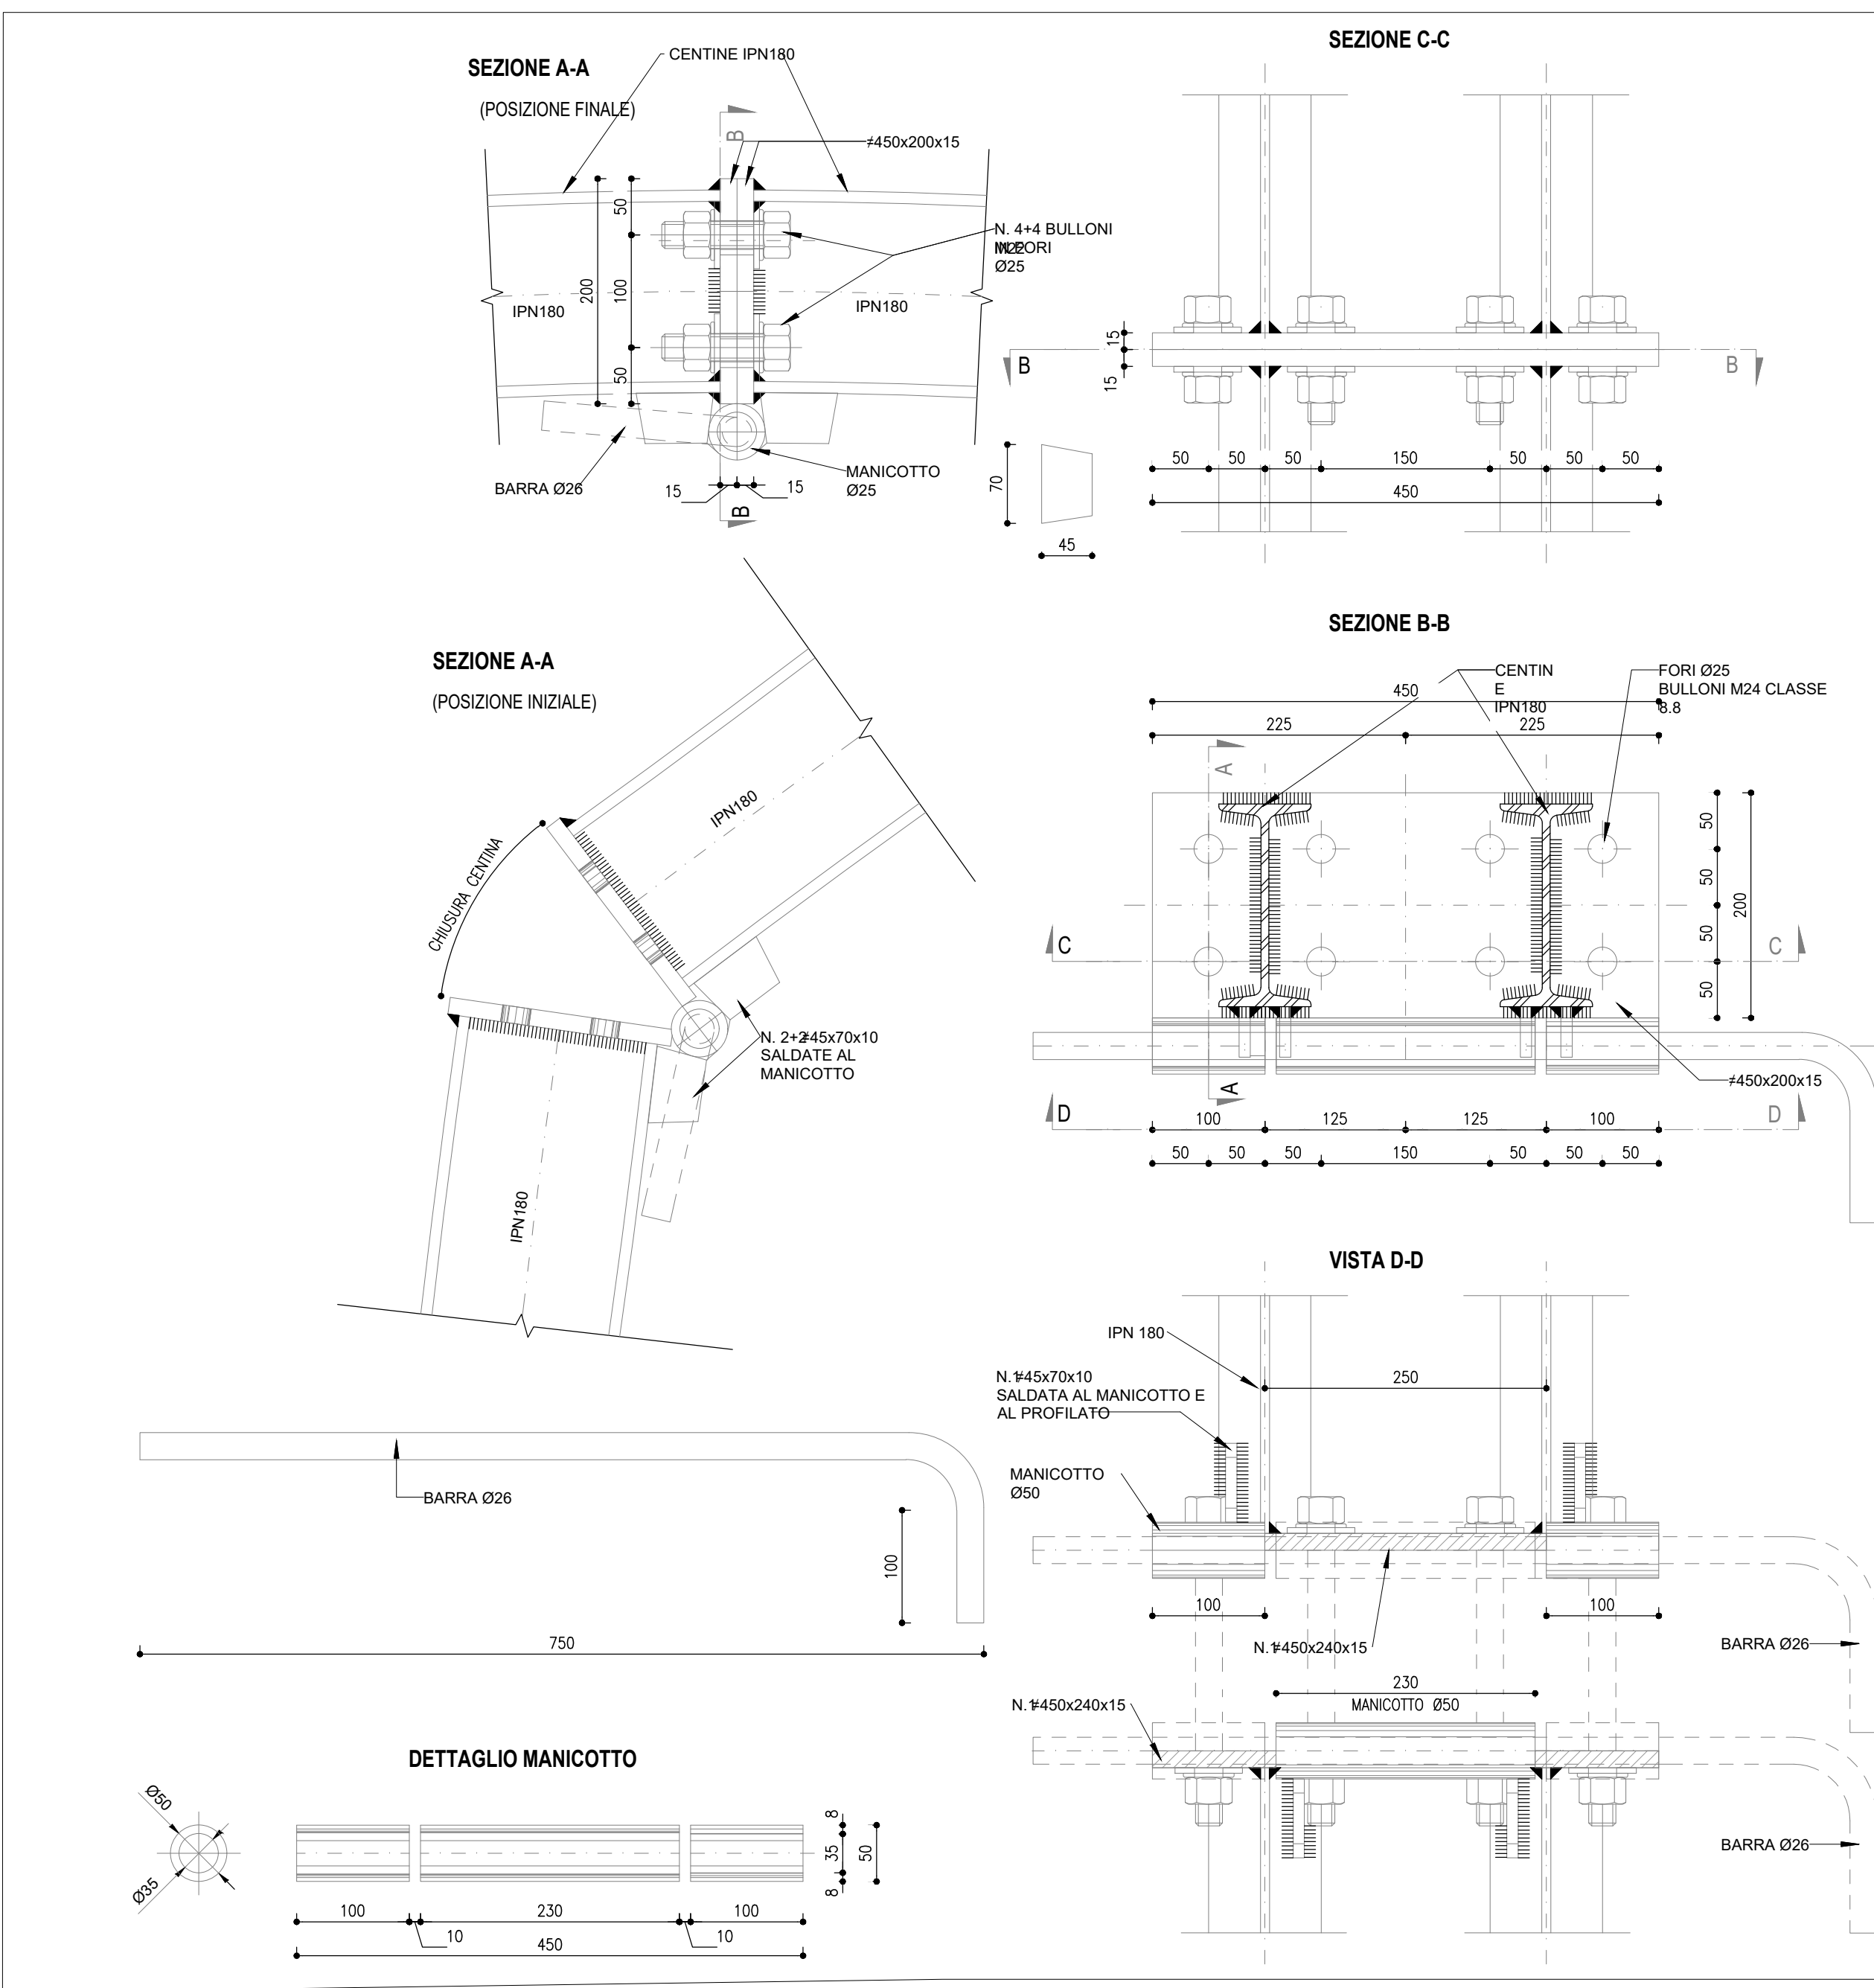 SEZIONE A-A
(POSIZIONE FINALE)
CENTINE IPN180
B
≠450x200x15
50
100
50
200
N. 4+4 BULLONI
Ø25
IPN180
IPN180
BARRA Ø26
MANICOTTO
Ø25
15
15
B
SEZIONE C-C
15
15
B
B
50
50
50
150
50
50
50
450
70
45
SEZIONE A-A
(POSIZIONE INIZIALE)
IPN180
CHIUSURA CENTINA
N. 2+2≠45x70x10
SALDATE AL
MANICOTTO
IPN180
SEZIONE B-B
CENTIN
E
IPN180
FORI Ø25
BULLONI M24 CLASSE
8.8
450
225
225
A
50
50
50
50
200
C
C
≠450x200x15
A
D
D
100
125
125
100
50
50
50
150
50
50
50
VISTA D-D
IPN 180
250
N.1≠45x70x10
SALDATA AL MANICOTTO E
AL PROFILATO
MANICOTTO
Ø50
100
100
N.1≠450x240x15
BARRA Ø26
230
MANICOTTO Ø50
N.1≠450x240x15
BARRA Ø26
BARRA Ø26
100
750
DETTAGLIO MANICOTTO
Ø50
Ø35
8
35
8
50
100
230
100
10
10
450